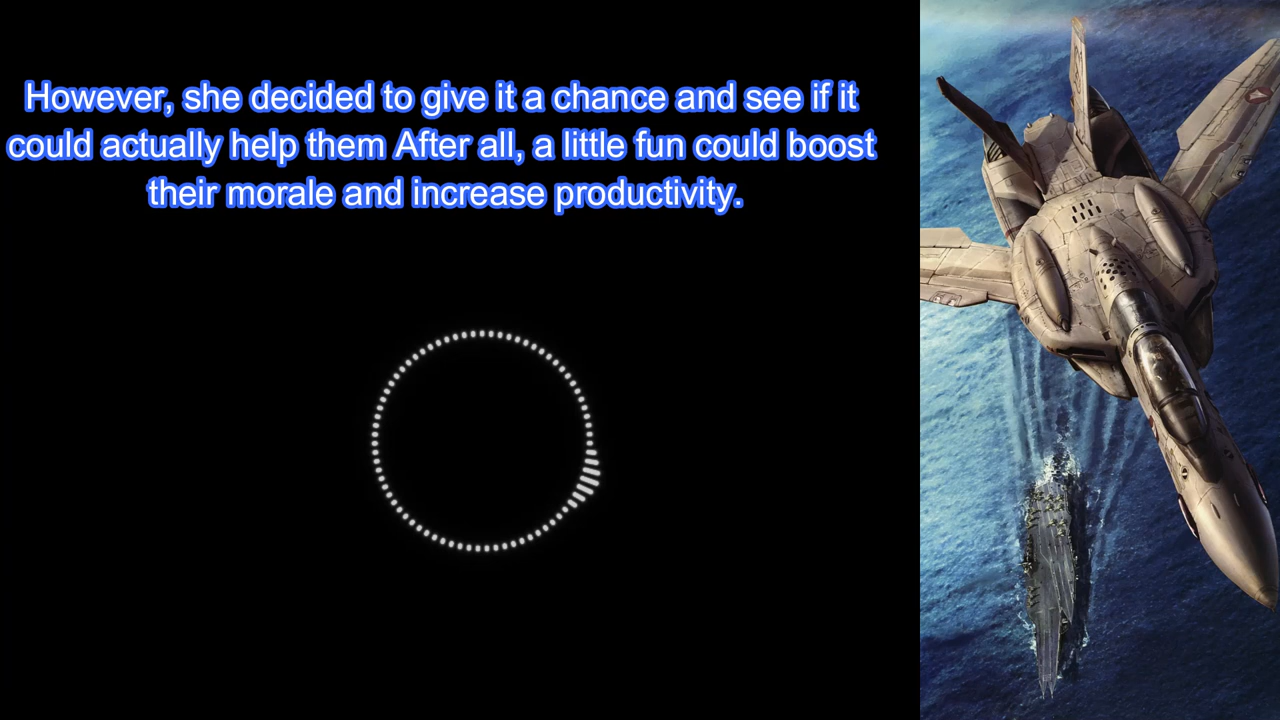 However, she decided to give it a chance and see if it
could actually help them After all, a little fun could boost
their morale and increase productivity.